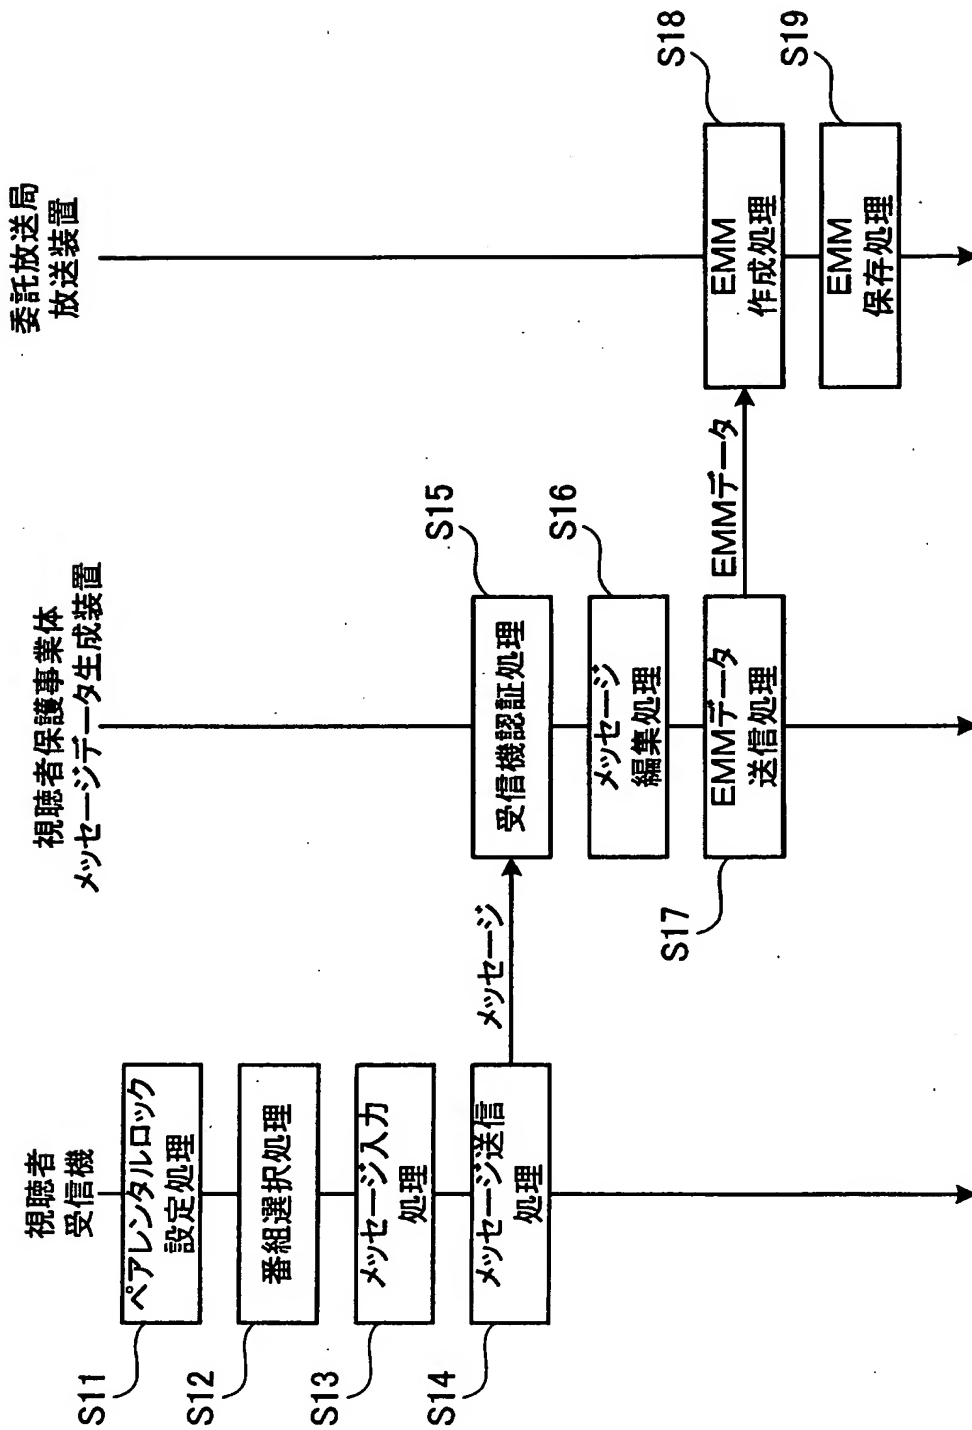 視聴者
受信機
視聴者保護事業体
メッセージデータ生成装置
委託放送局
放送装置
S11
ペアレンタルロック
設定処理
S12
番組選択処理
S13
メッセージ入力
処理
S14
メッセージ送信
処理
メッセージ
S15
受信機認証処理
S16
メッセージ
編集処理
S17
EMMデータ
送信処理
EMMデータ
S18
EMM
作成処理
S19
EMM
保存処理